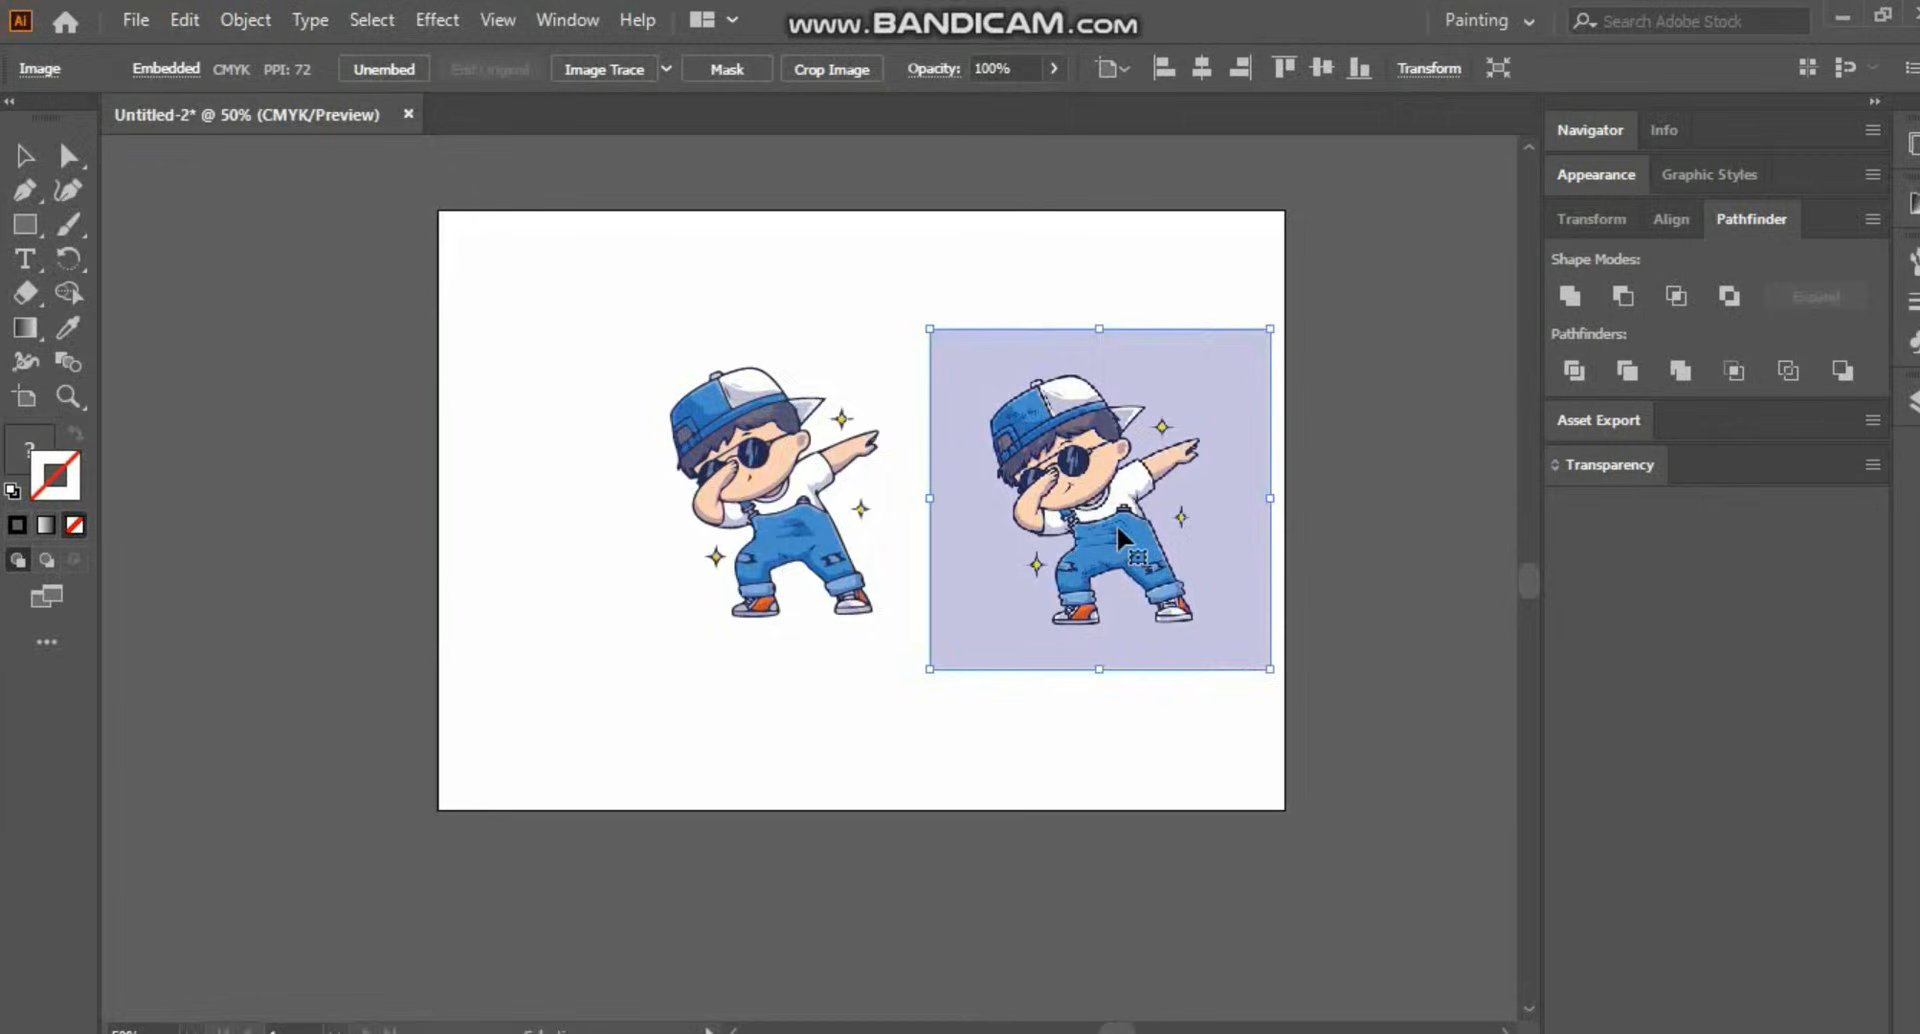 Ai File Edit Object Type Select Effect View Window Help www.BANDICAM.com Painting Search Adobe Stock
Image Embedded CMYK PPI: 72 Unembed Edit Original Image Trace Mask Crop Image Opacity: 100% Transform
Untitled-2* @ 50% (CMYK/Preview) ×
Navigator Info
Appearance Graphic Styles
Transform Align Pathfinder
Shape Modes:
Expand
Pathfinders:
Asset Export
Transparency
?